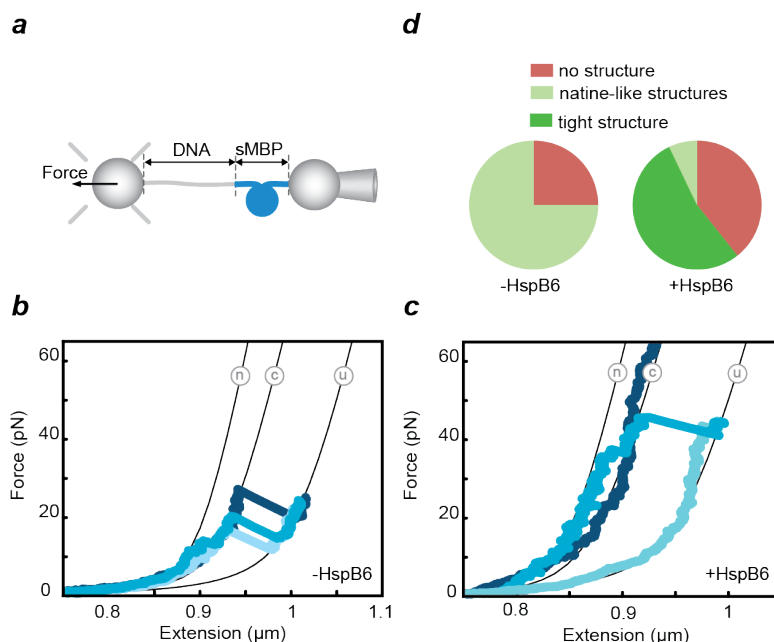 a
DNA
sMBP
Force
d
no structure
natine-like structures
tight structure
-HspB6
+HspB6
b
60
40
20
0
Force (pN)
n
c
u
-HspB6
0.8
0.9
1
1.1
Extension (µm)
c
60
40
20
0
Force (pN)
n
c
u
+HspB6
0.8
0.9
1
Extension (µm)